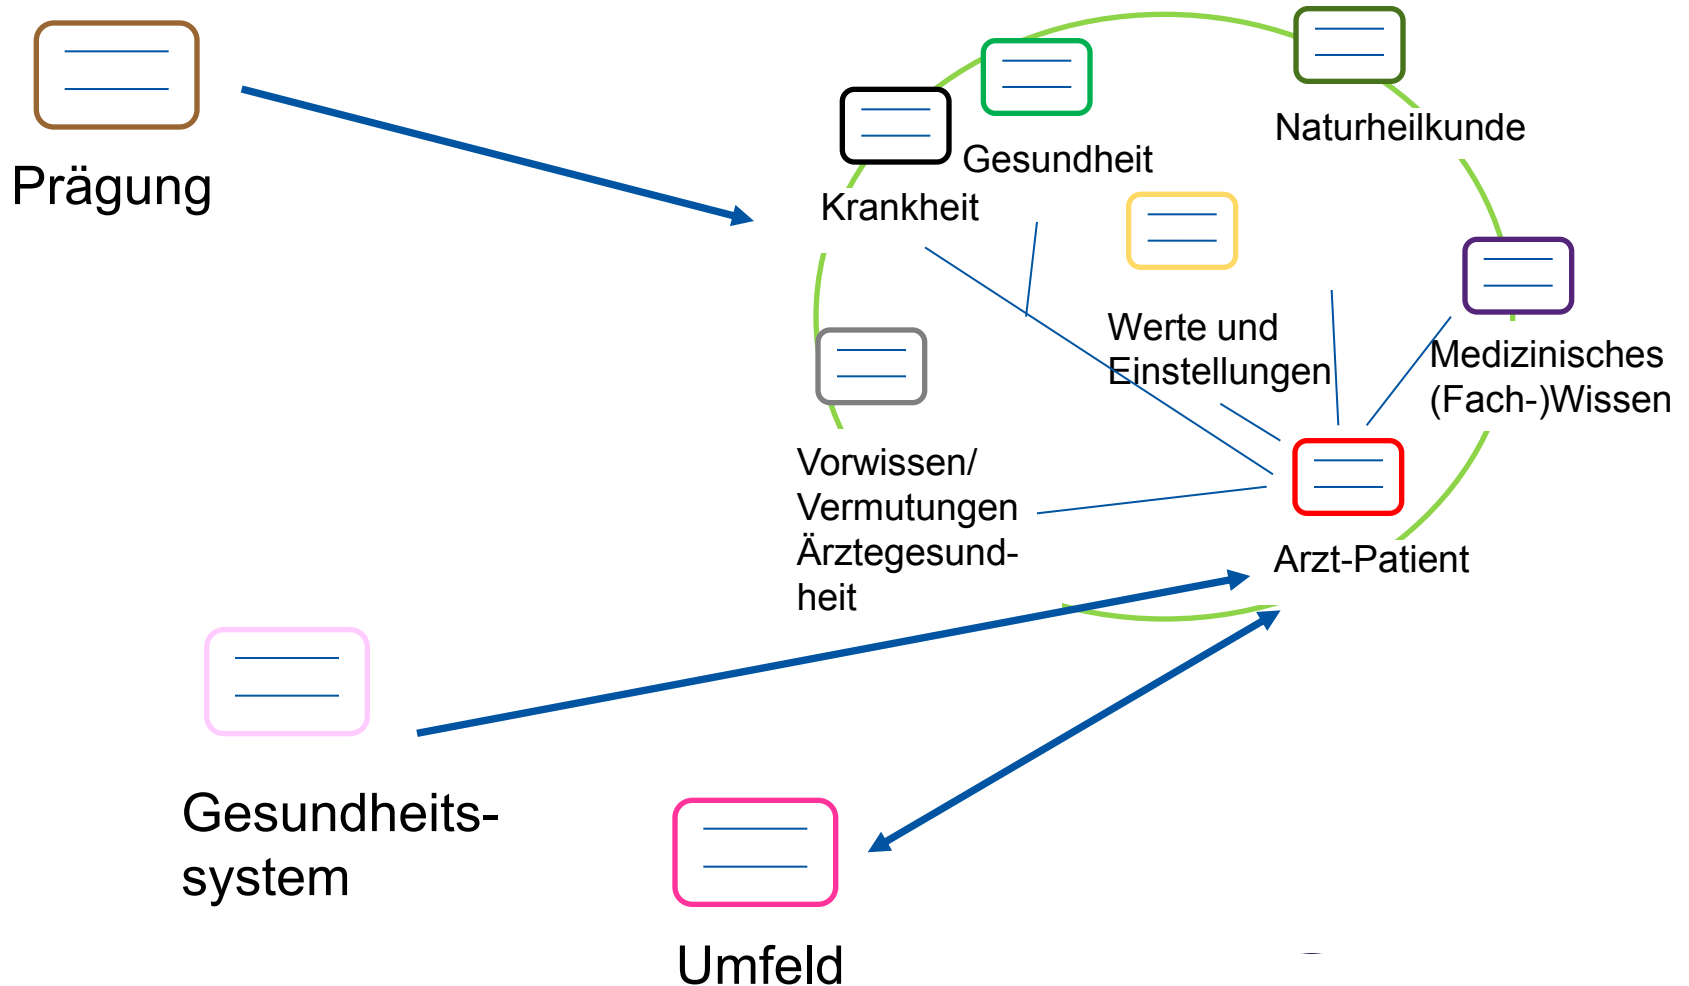 Prägung
Naturheilkunde
Gesundheit
Krankheit
Werte und
Einstellungen
Medizinisches
(Fach-)Wissen
Vorwissen/
Vermutungen
Ärztegesund-
heit
Arzt-Patient
Gesundheits-
system
Umfeld